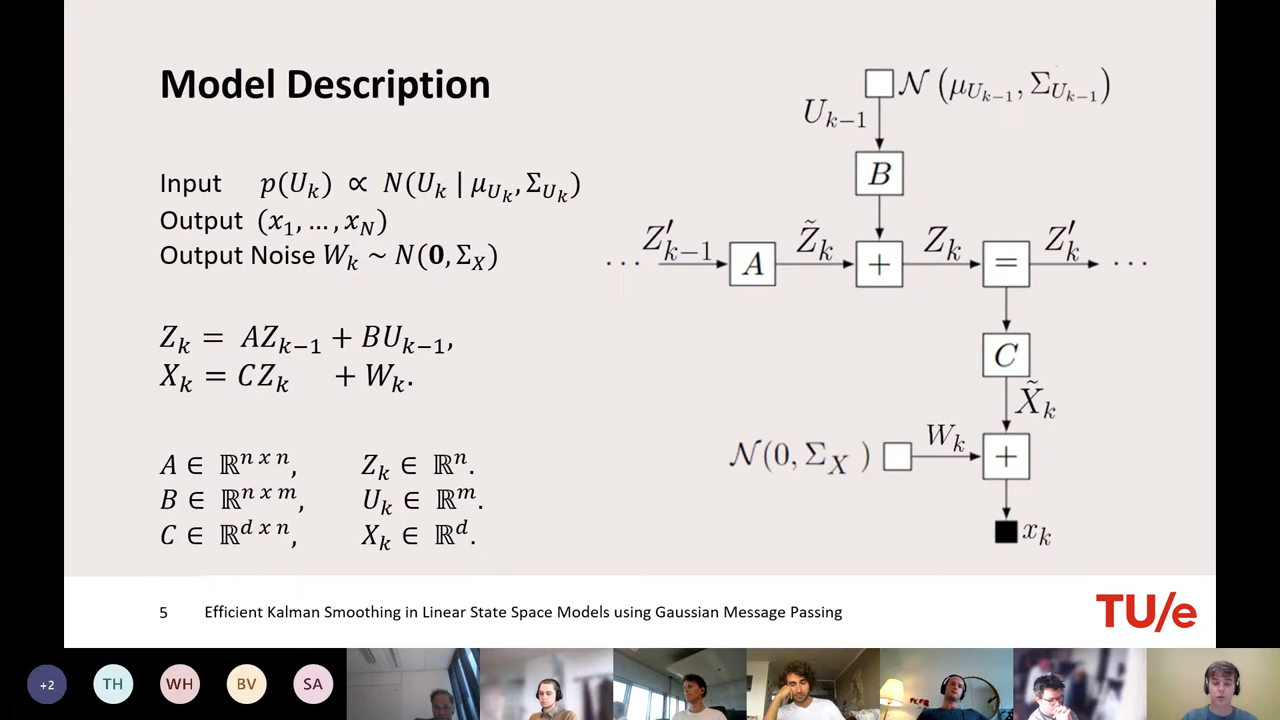 Model Description
Input p(U_k) ∝ N(U_k | μ_{U_k}, Σ_{U_k})
Output (x_1, …, x_N)
Output Noise W_k ~ N(𝟎, Σ_X)
Z_k = AZ_{k−1} + BU_{k−1},
X_k = CZ_k + W_k.
A ∈ ℝ^{n x n}, Z_k ∈ ℝ^n.
B ∈ ℝ^{n x m}, U_k ∈ ℝ^m.
C ∈ ℝ^{d x n}, X_k ∈ ℝ^d.
𝒩(μ_{U_{k−1}}, Σ_{U_{k−1}})
U_{k−1}
B
··· Z′_{k−1} A Z̃_k + Z_k = Z′_k ···
C
X̃_k
𝒩(0, Σ_X) W_k +
x_k
5 Efficient Kalman Smoothing in Linear State Space Models using Gaussian Message Passing
TU/e
+2 TH WH BV SA